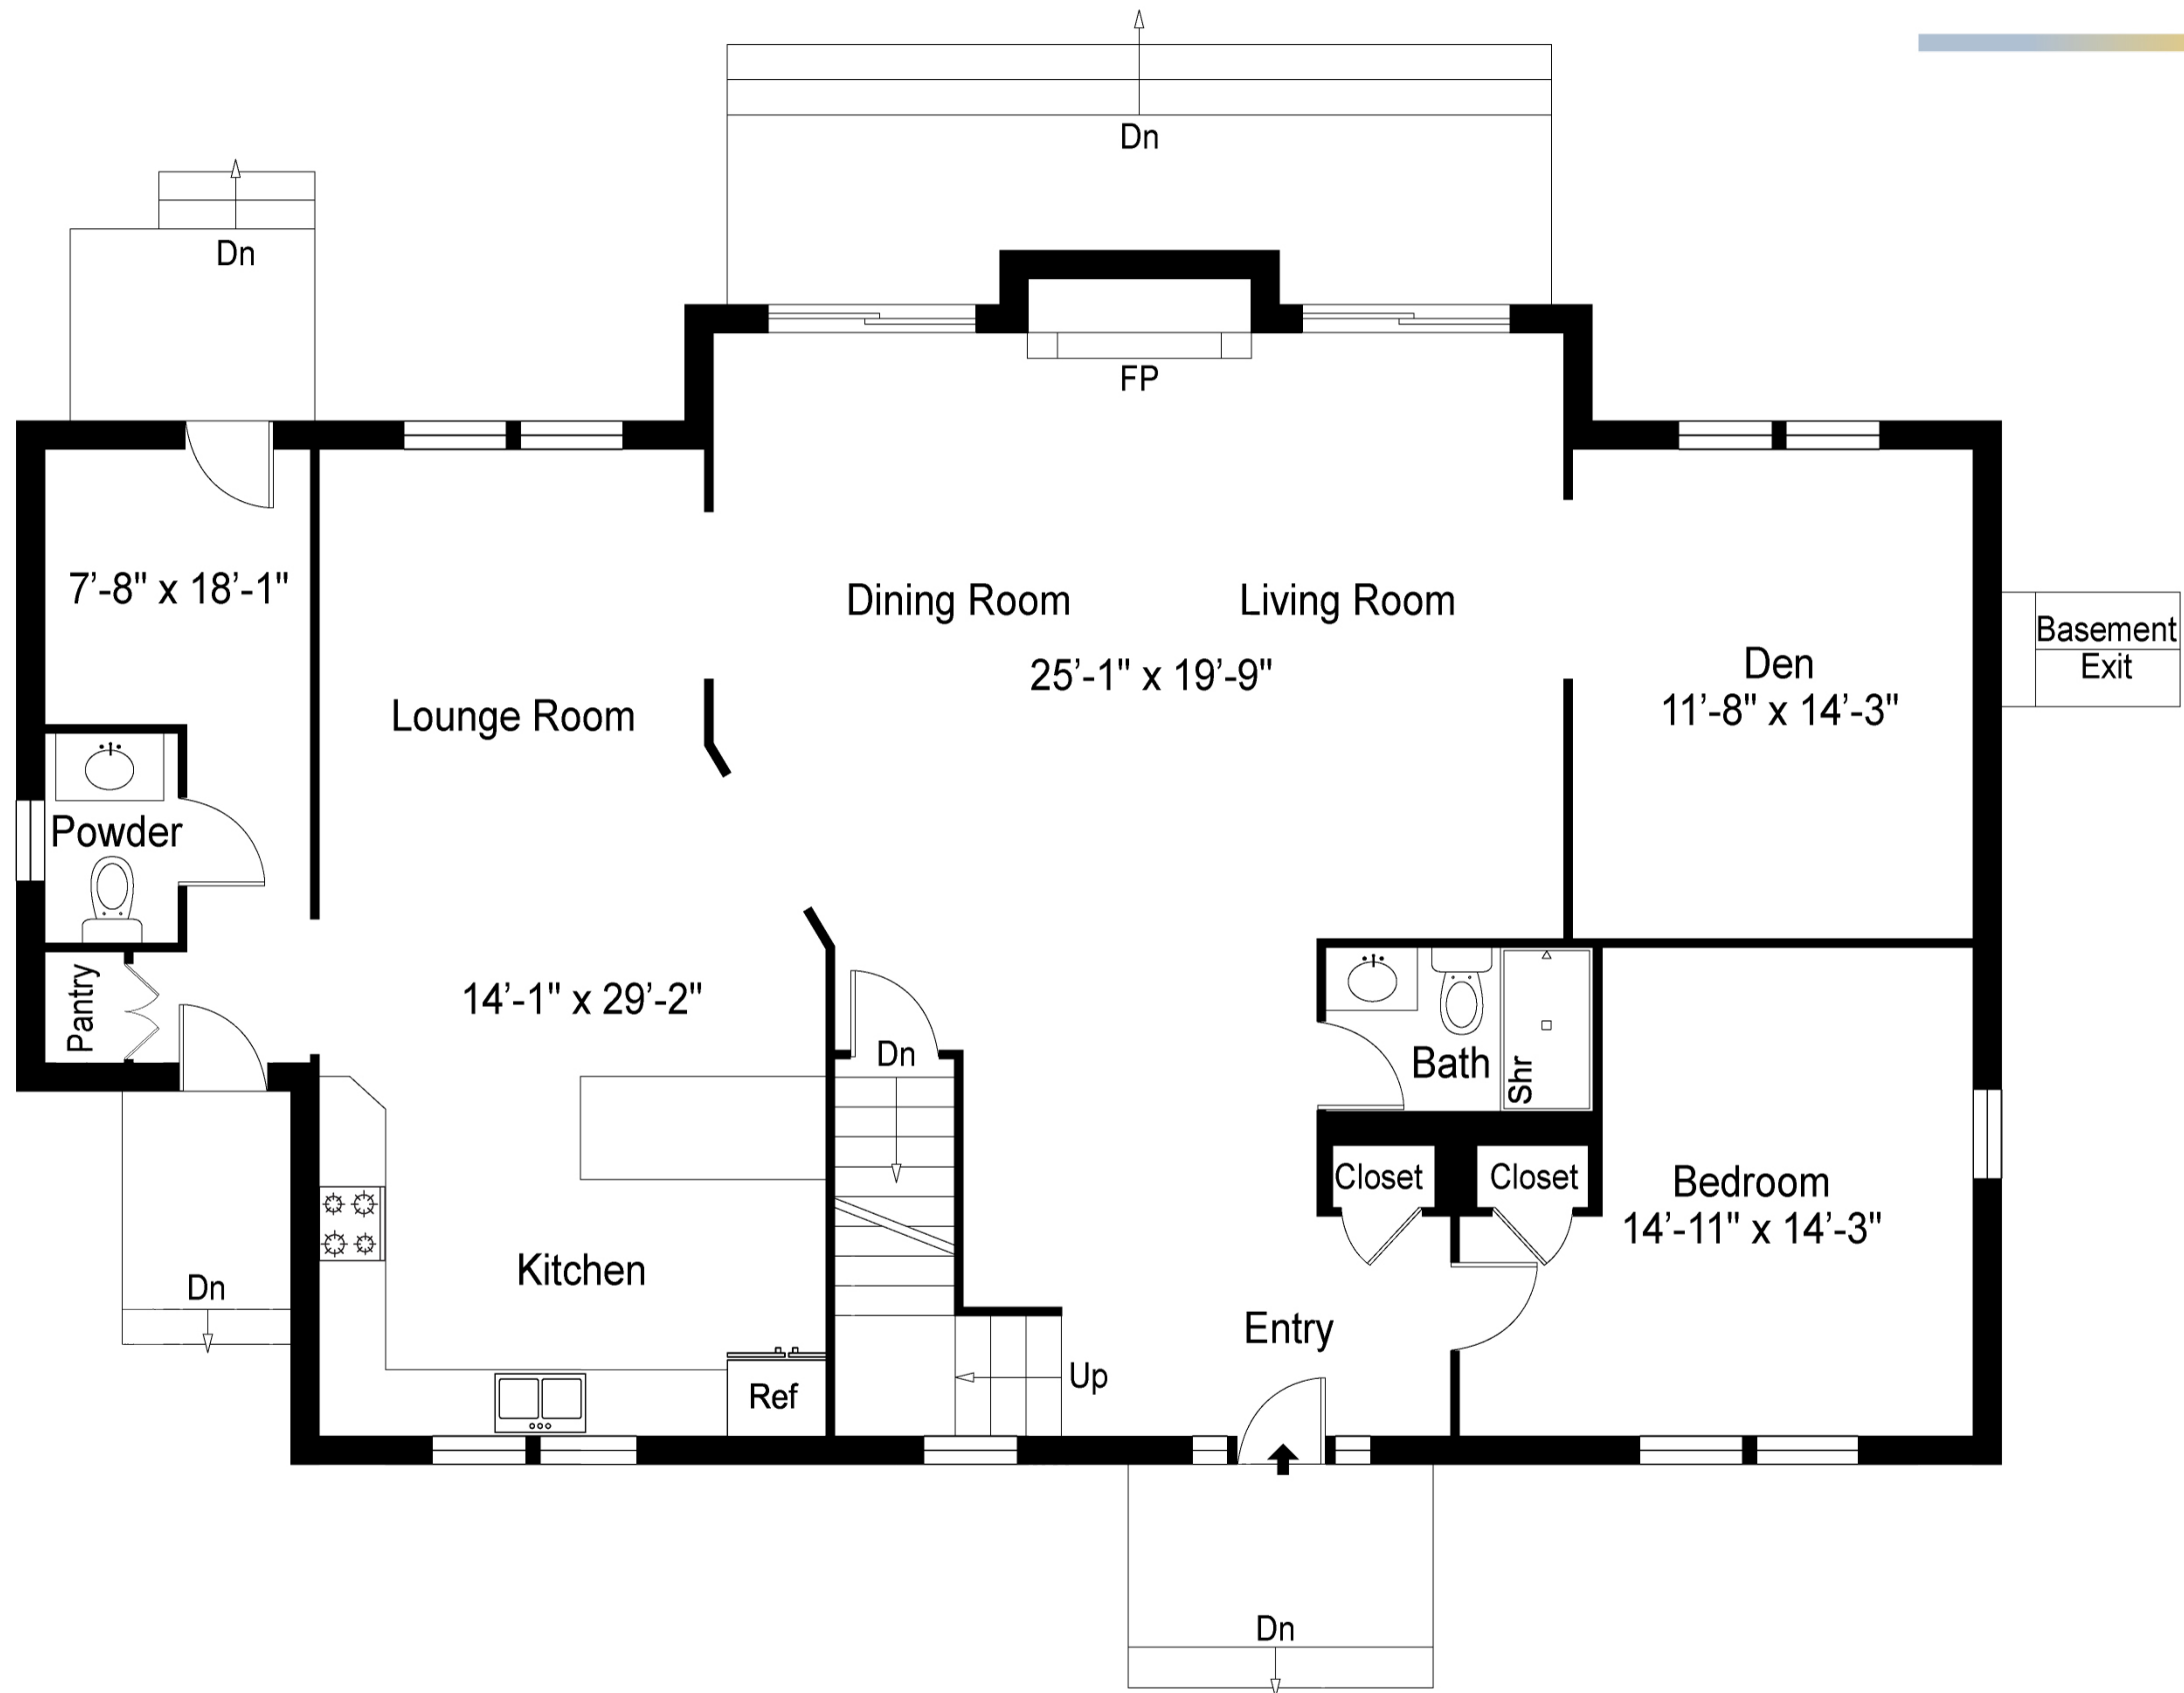 Dn
Dn
FP
7’-8" x 18’-1"
Dining Room
Living Room
25’-1" x 19’-9"
Basement
Exit
Den
11’-8" x 14’-3"
Lounge Room
Powder
Pantry
14’-1" x 29’-2"
Dn
Bath
shr
Closet
Closet
Bedroom
14’-11" x 14’-3"
Kitchen
Dn
Entry
Ref
Up
Dn